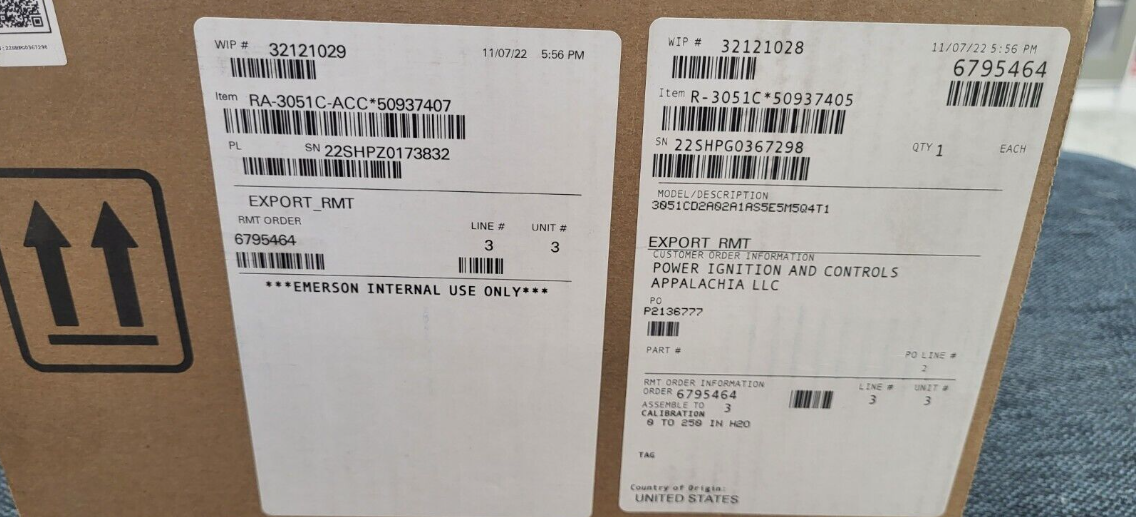 WIP # 32121029
11/07/22 5:56 PM
Item RA-3051C-ACC*50937407
PL SN 22SHPZ0173832
EXPORT_RMT
RMT ORDER LINE # UNIT #
6795464 3 3
***EMERSON INTERNAL USE ONLY***
WIP # 32121028
11/07/22 5:56 PM
6795464
Item R-3051C*50937405
SN 22SHPG0367298
QTY 1 EACH
MODEL/DESCRIPTION
3051CD2A02A1AS5E5M5Q4T1
EXPORT RMT
CUSTOMER ORDER INFORMATION
POWER IGNITION AND CONTROLS
APPALACHIA LLC
PO
P2136777
PART # PO LINE #
2
RMT ORDER INFORMATION LINE # UNIT #
ORDER 6795464 3 3
ASSEMBLE TO 3
CALIBRATION
0 TO 250 IN H2O
TAG
Country of Origin:
UNITED STATES